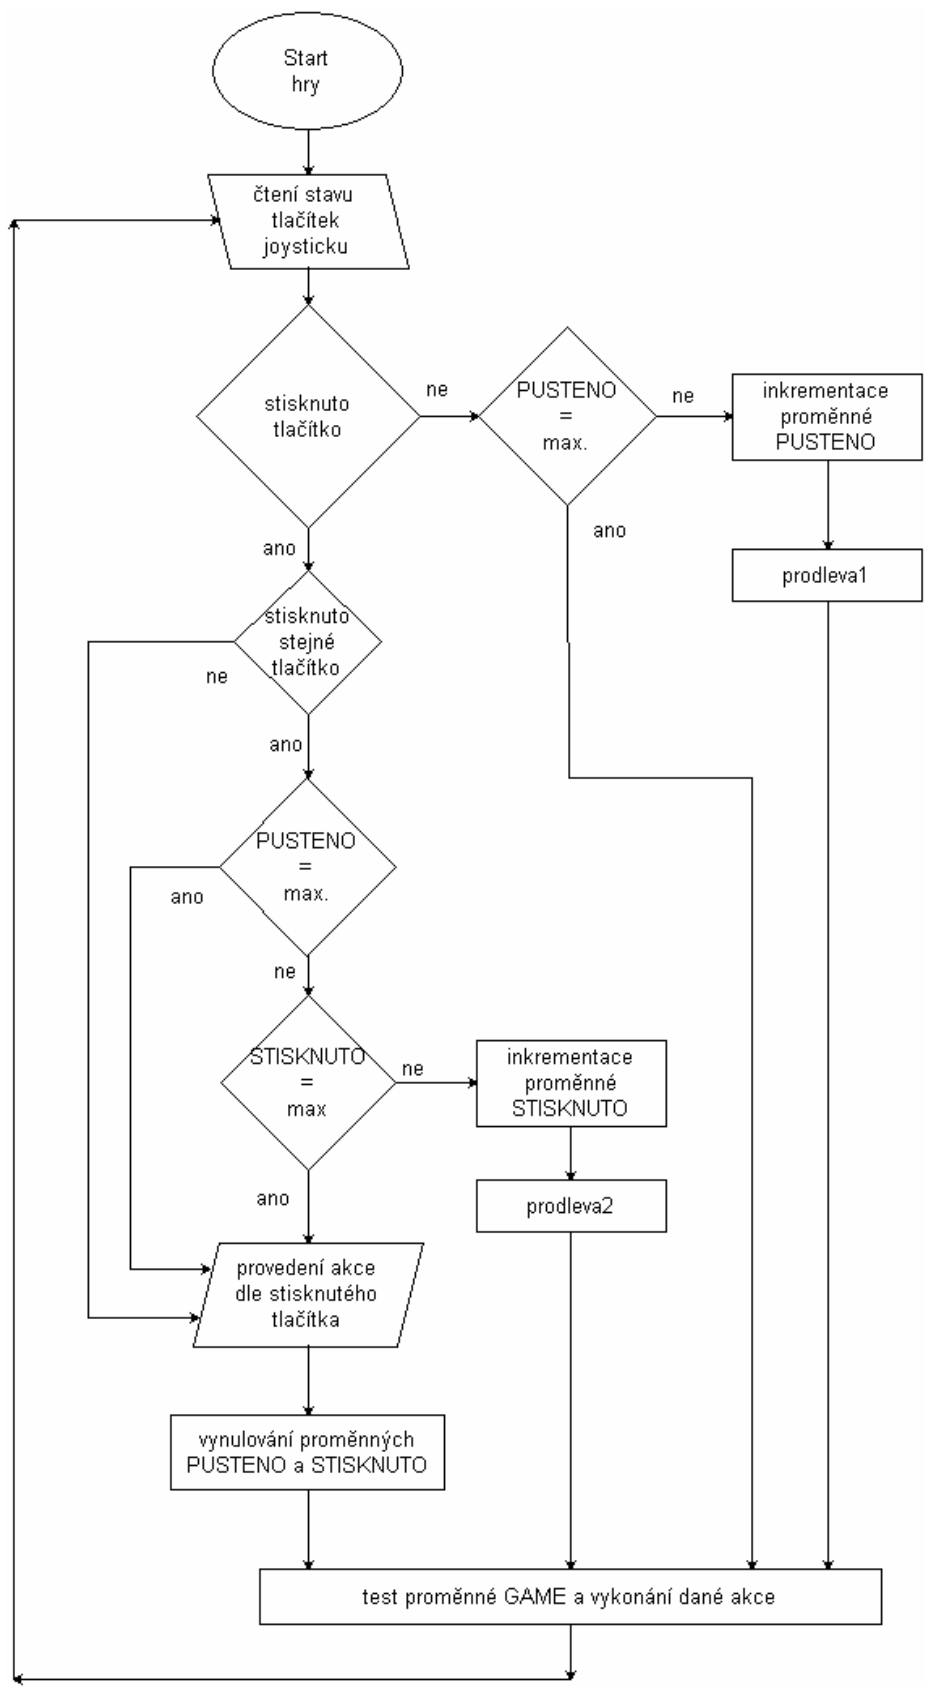 Start
hry
čtení stavu
tlačítek
joysticku
stisknuto
tlačítko
ne
PUSTENO
=
max.
ne
inkrementace
proměnné
PUSTENO
ano
ano
prodleva1
stisknuto
stejné
tlačítko
ne
ano
PUSTENO
=
max.
ano
ne
STISKNUTO
=
max
ne
inkrementace
proměnné
STISKNUTO
ano
prodleva2
provedení akce
dle stisknutého
tlačítka
vynulování proměnných
PUSTENO a STISKNUTO
test proměnné GAME a vykonání dané akce